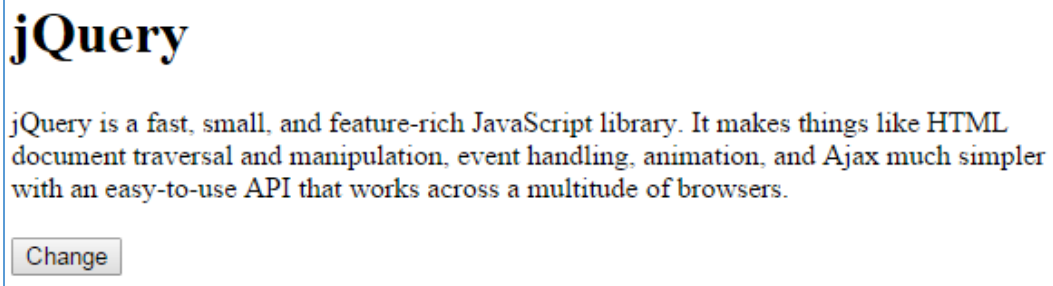 jQuery
jQuery is a fast, small, and feature-rich JavaScript library. It makes things like HTML
document traversal and manipulation, event handling, animation, and Ajax much simpler
with an easy-to-use API that works across a multitude of browsers.
Change